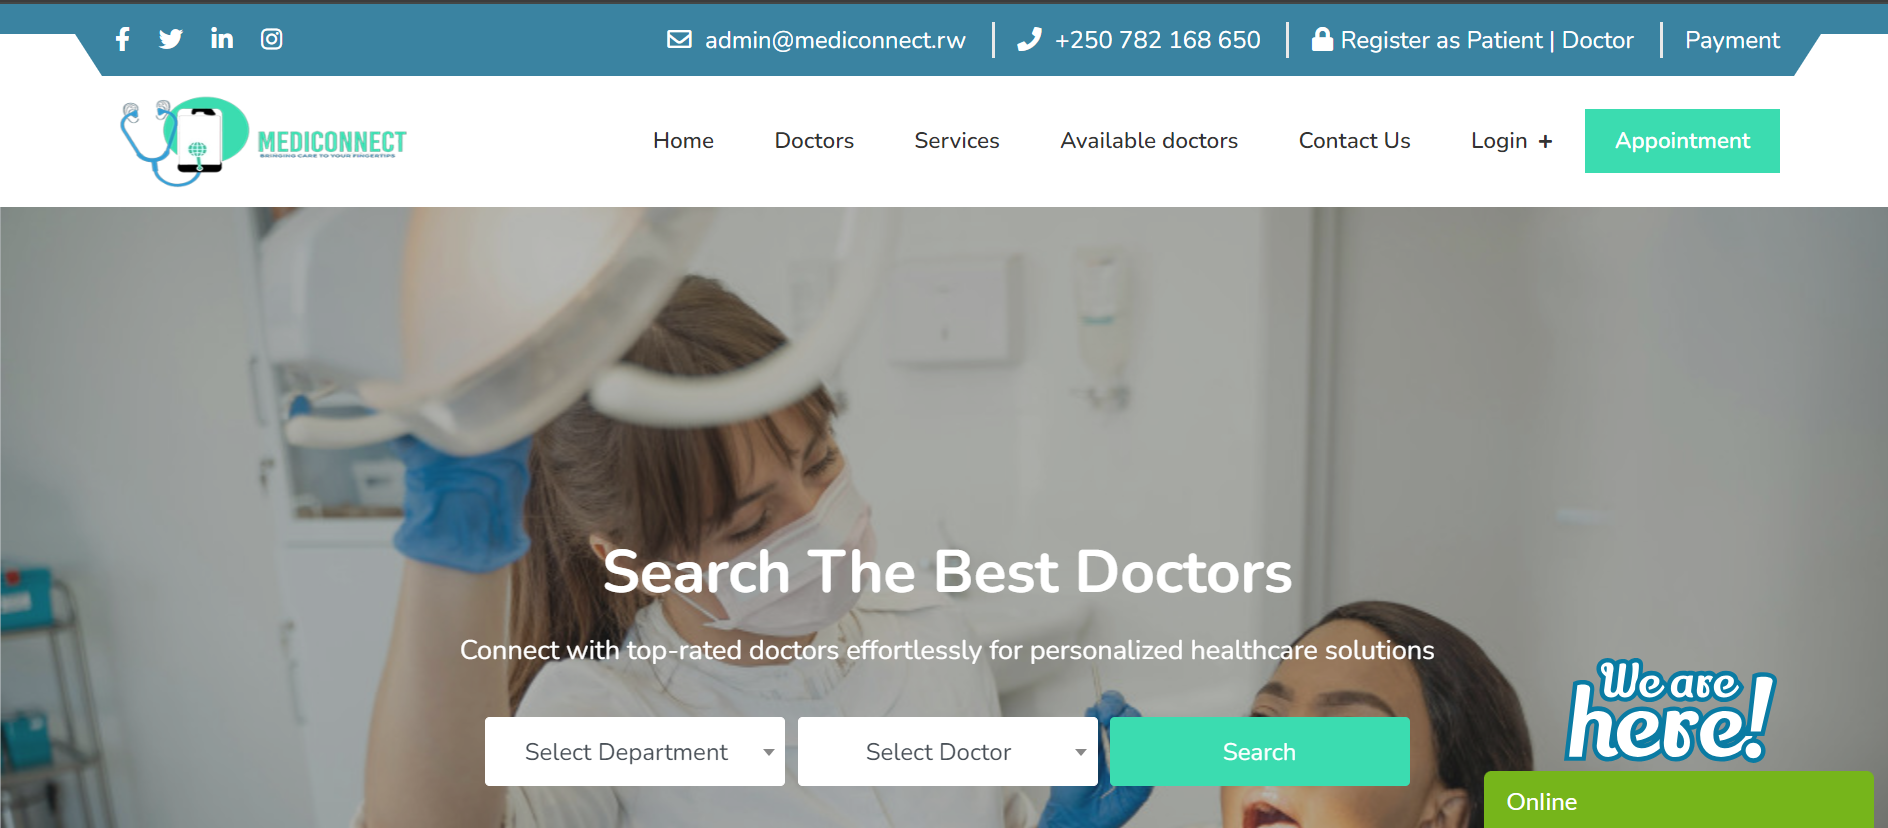 admin@mediconnect.rw
+250 782 168 650
Register as Patient | Doctor
Payment
MEDICONNECT
BRINGING CARE TO YOUR FINGERTIPS
Home
Doctors
Services
Available doctors
Contact Us
Login +
Appointment
Search The Best Doctors
Connect with top-rated doctors effortlessly for personalized healthcare solutions
Select Department
Select Doctor
Search
We are
here!
Online